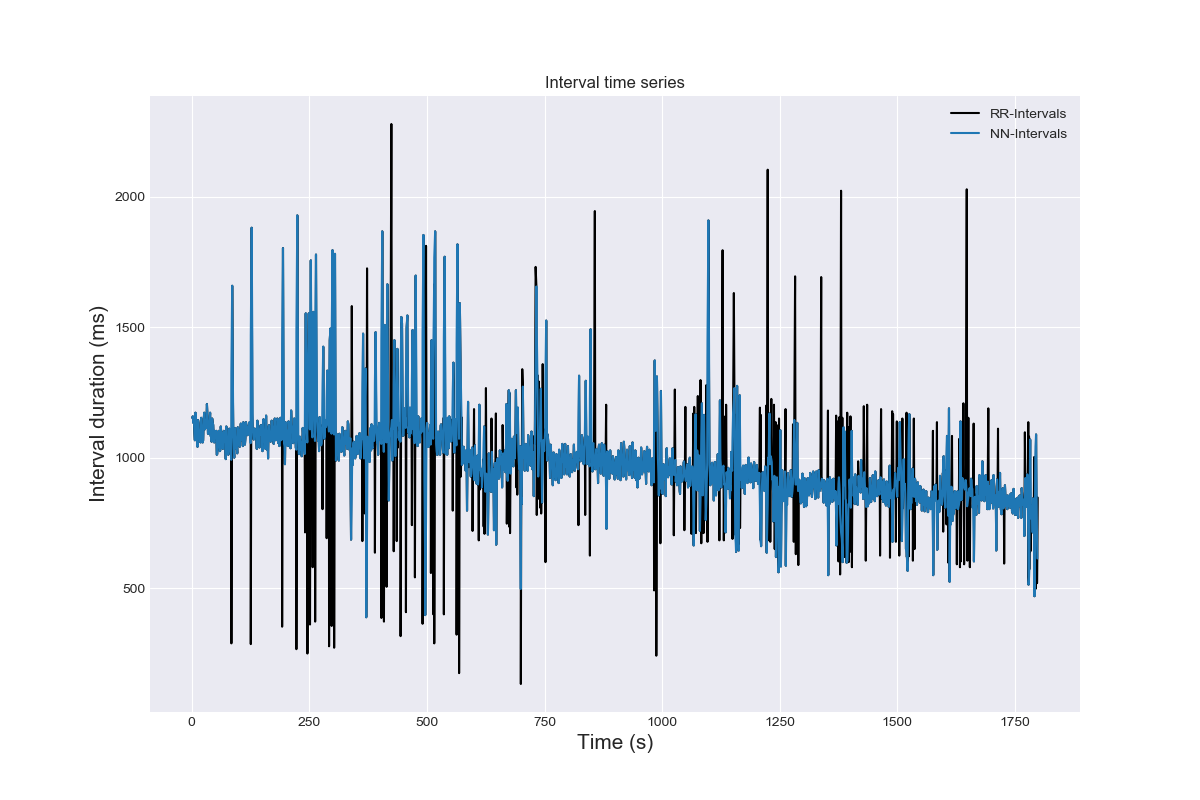 Interval time series
RR-Intervals
NN-Intervals
Interval duration (ms)
2000
1500
1000
500
0 250 500 750 1000 1250 1500 1750
Time (s)